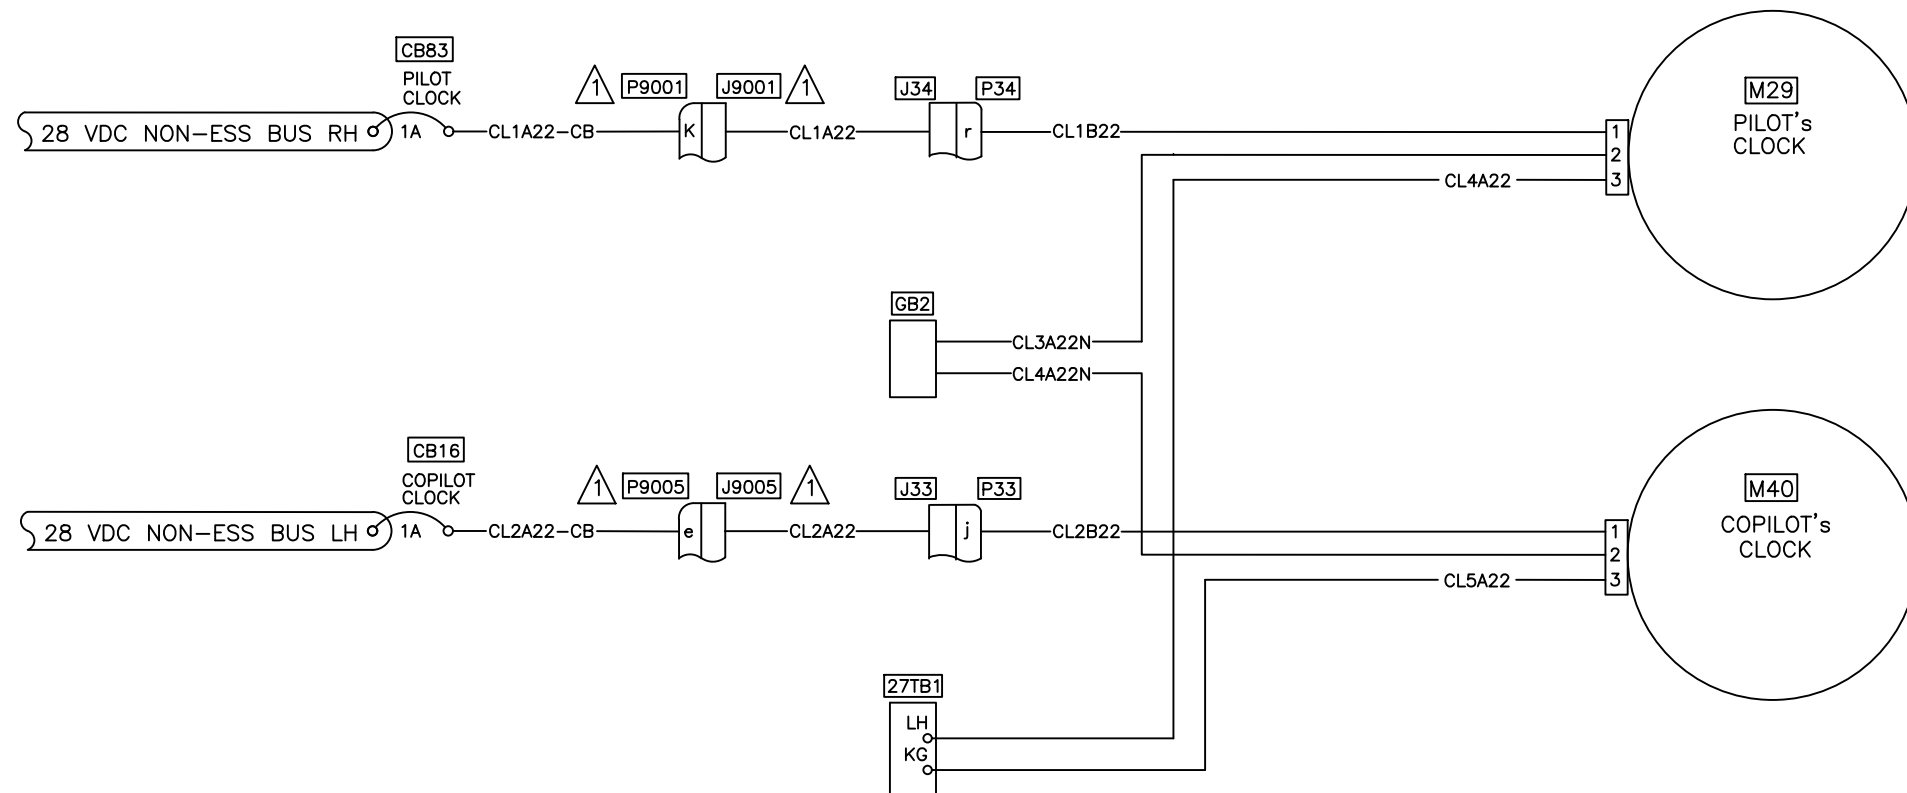 CB83
PILOT
CLOCK
28 VDC NON-ESS BUS RH
1A
CL1A22-CB
1
P9001
J9001
1
K
CL1A22
J34
P34
r
CL1B22
1
2
3
CL4A22
M29
PILOT's
CLOCK
GB2
CL3A22N
CL4A22N
CB16
COPILOT
CLOCK
28 VDC NON-ESS BUS LH
1A
CL2A22-CB
1
P9005
J9005
1
e
CL2A22
J33
P33
j
CL2B22
1
2
3
CL5A22
M40
COPILOT's
CLOCK
27TB1
LH
KG